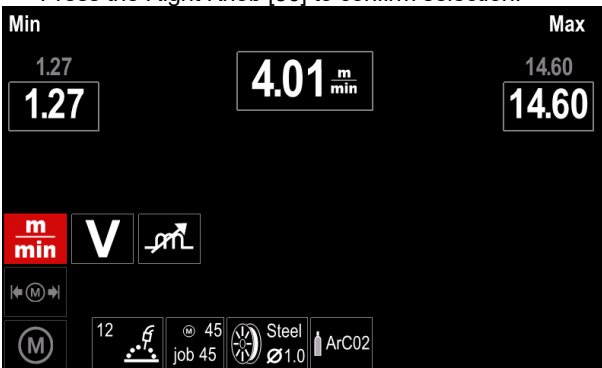 Press the Right Knob [36] to confirm selection.
Min Max
1.27 4.01 m/min 14.60
1.27 14.60
m/min V
M
M 12 M 45 job 45 Steel Ø1.0 ArC02